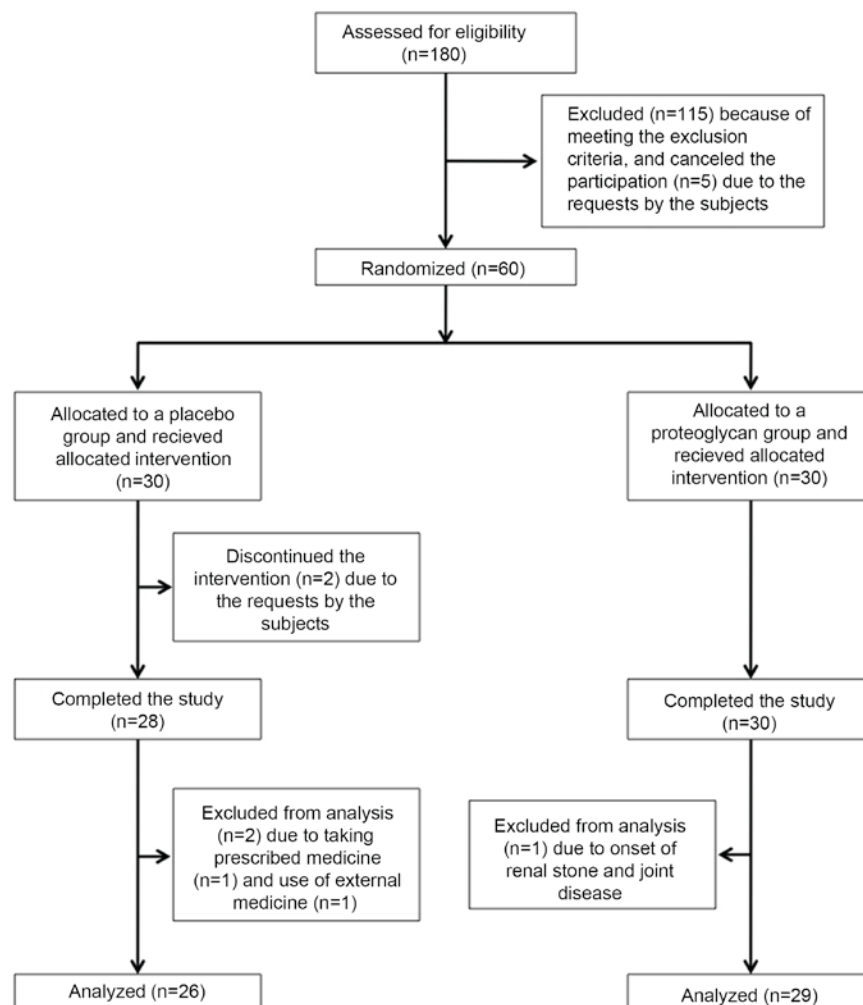 Assessed for eligibility
(n=180)
Excluded (n=115) because of
meeting the exclusion
criteria, and canceled the
participation (n=5) due to the
requests by the subjects
Randomized (n=60)
Allocated to a placebo
group and recieved
allocated intervention
(n=30)
Allocated to a
proteoglycan group and
recieved allocated
intervention (n=30)
Discontinued the
intervention (n=2) due to
the requests by the
subjects
Completed the study
(n=28)
Completed the study
(n=30)
Excluded from analysis
(n=2) due to taking
prescribed medicine
(n=1) and use of external
medicine (n=1)
Excluded from analysis
(n=1) due to onset of
renal stone and joint
disease
Analyzed (n=26)
Analyzed (n=29)